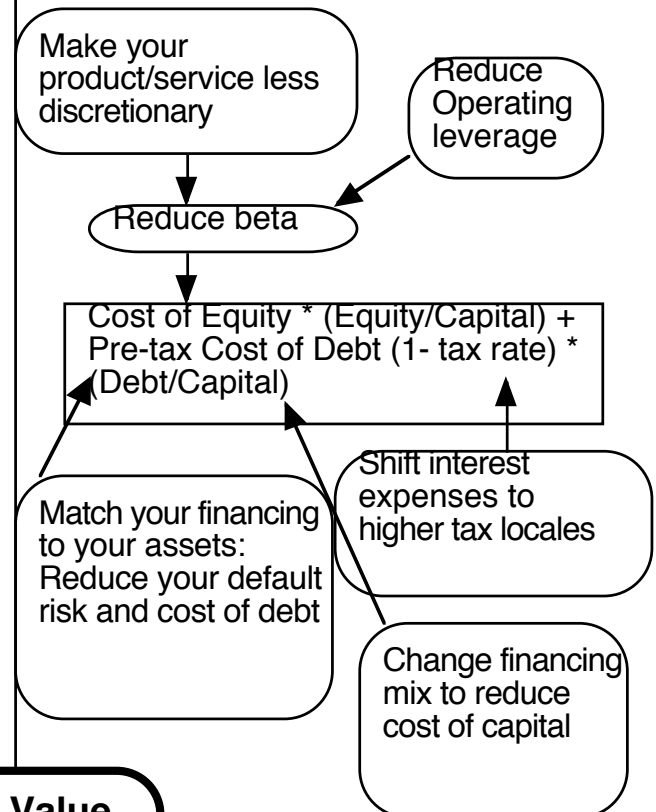 Make your
product/service less
discretionary
Reduce
Operating
leverage
Reduce beta
Cost of Equity * (Equity/Capital) +
Pre-tax Cost of Debt (1- tax rate) *
(Debt/Capital)
Shift interest
expenses to
higher tax locales
Match your financing
to your assets:
Reduce your default
risk and cost of debt
Change financing
mix to reduce
cost of capital
Value